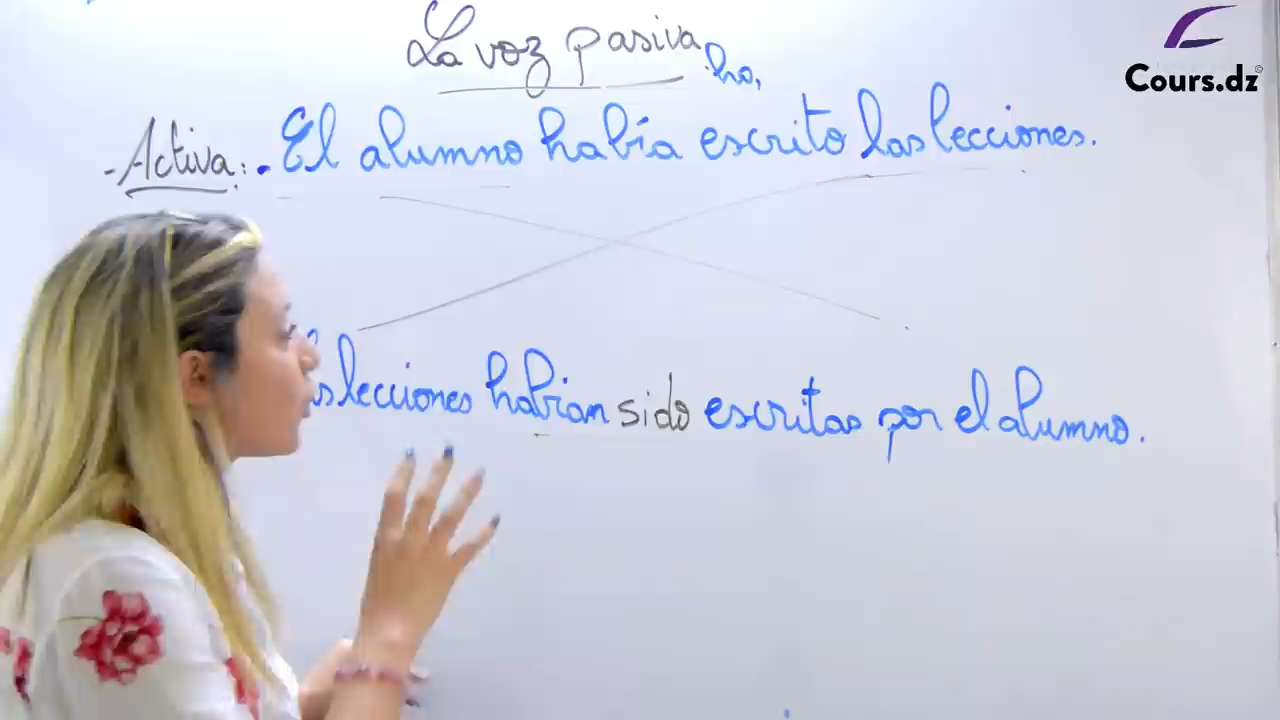 La voz pasiva
Cours.dz
ho,
- Activa: . El alumno había escrito las lecciones.
lecciones habían sido escritas por el alumno.